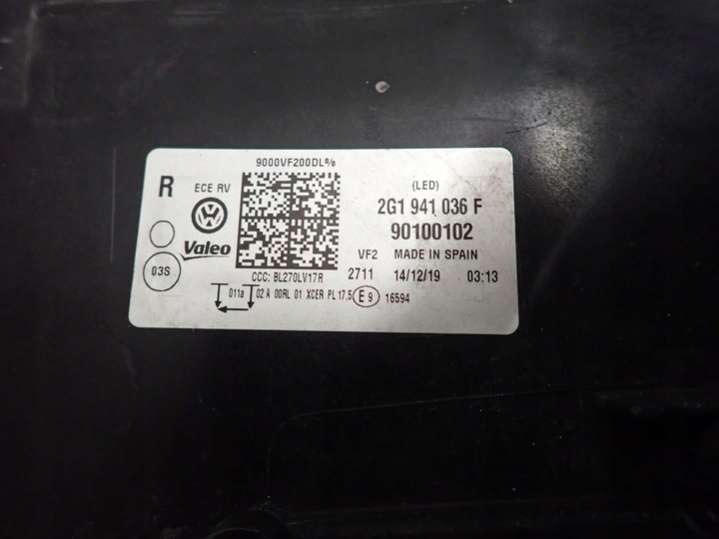 9000VF200DL
R
ECE RV
(LED)
2G1 941 036 F
90100102
Valeo
VF2 MADE IN SPAIN
03S
CCC: BL270LV17R
2711 14/12/19 03:13
011a 02 A 00RL 01 XCER PL 17.5 E9 16594